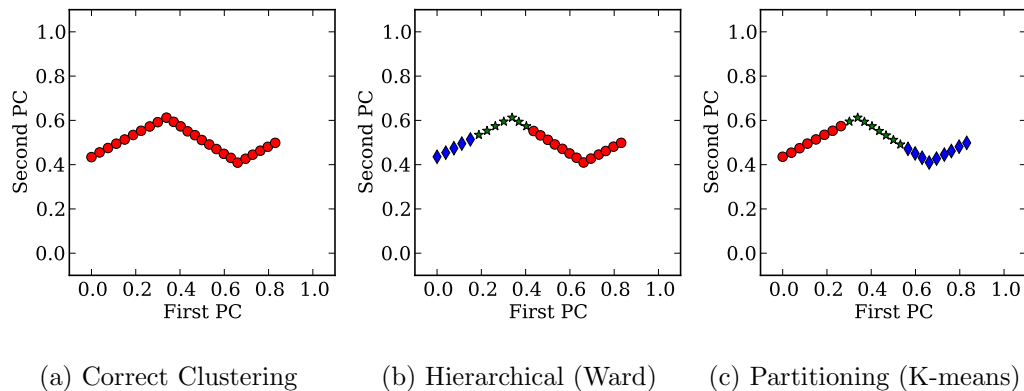 1.0
0.8
0.6
0.4
0.2
0.0
Second PC
0.0 0.2 0.4 0.6 0.8 1.0
First PC
(a) Correct Clustering
1.0
0.8
0.6
0.4
0.2
0.0
Second PC
0.0 0.2 0.4 0.6 0.8 1.0
First PC
(b) Hierarchical (Ward)
1.0
0.8
0.6
0.4
0.2
0.0
Second PC
0.0 0.2 0.4 0.6 0.8 1.0
First PC
(c) Partitioning (K-means)